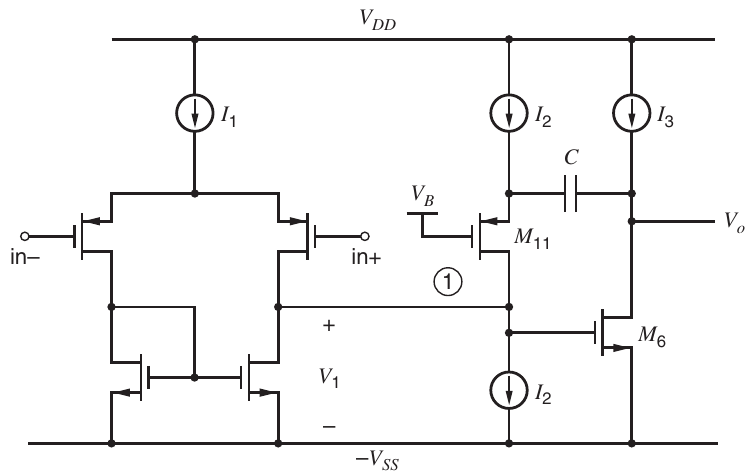 V_DD
I_1
I_2
I_3
C
V_B
in–
in+
M_11
V_o
1
+
M_6
V_1
I_2
–
–V_SS